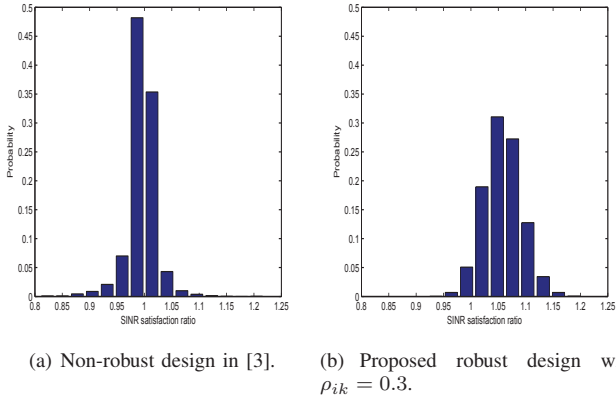 0.5
0.45
0.4
0.35
0.3
0.25
0.2
0.15
0.1
0.05
0
Probability
0.8 0.85 0.9 0.95 1 1.05 1.1 1.15 1.2 1.25
SINR satisfaction ratio
0.5
0.45
0.4
0.35
0.3
0.25
0.2
0.15
0.1
0.05
0
Probability
0.8 0.85 0.9 0.95 1 1.05 1.1 1.15 1.2 1.25
SINR satisfaction ratio
(a) Non-robust design in [3].
(b) Proposed robust design w
ρik = 0.3.